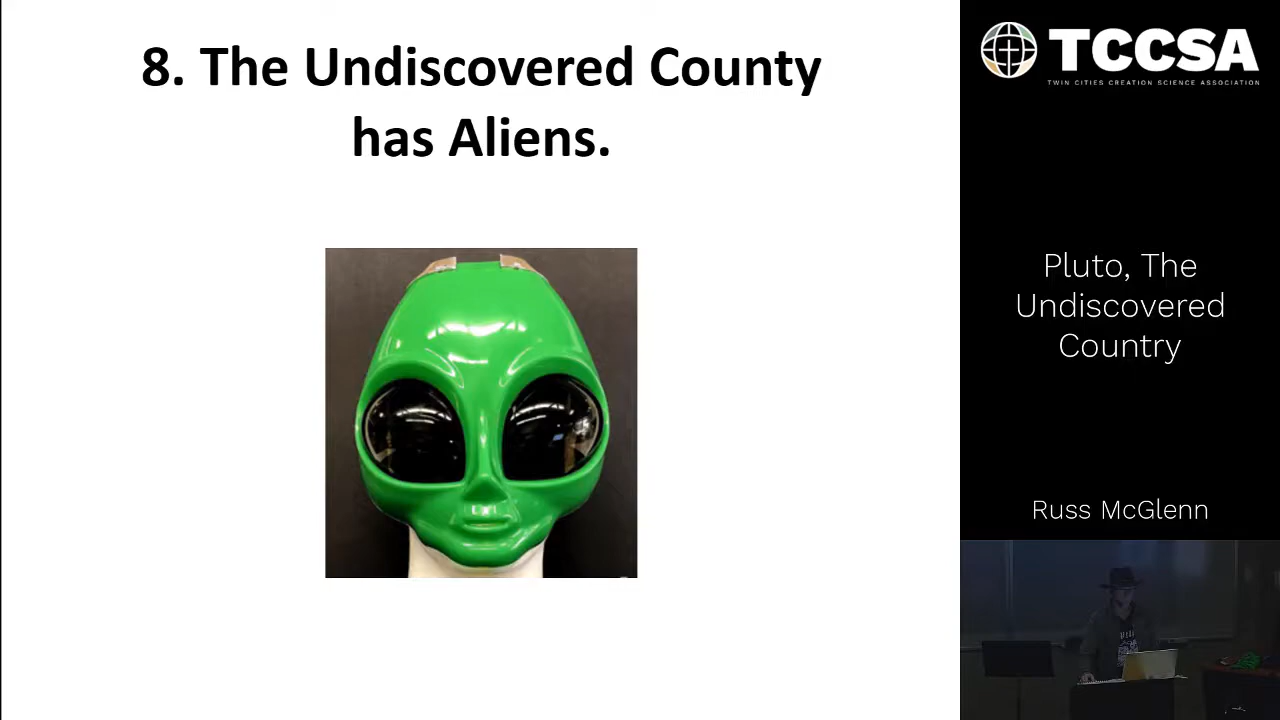 8. The Undiscovered County
has Aliens.
TCCSA
TWIN CITIES CREATION SCIENCE ASSOCIATION
Pluto, The
Undiscovered
Country
Russ McGlenn